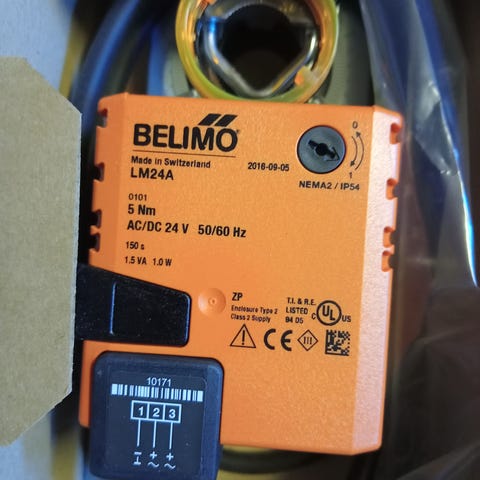 BELIMO
Made in Switzerland
LM24A
2016-09-05
0
1
NEMA2 / IP54
0101
5 Nm
AC/DC 24 V 50/60 Hz
150 s
1.5 VA 1.0 W
ZP
Enclosure Type 2
Class 2 Supply
T.I. & R.E.
LISTED
94 D5
C UL US
CE
III
10171
1 2 3
⊥ ~ ~
+ +